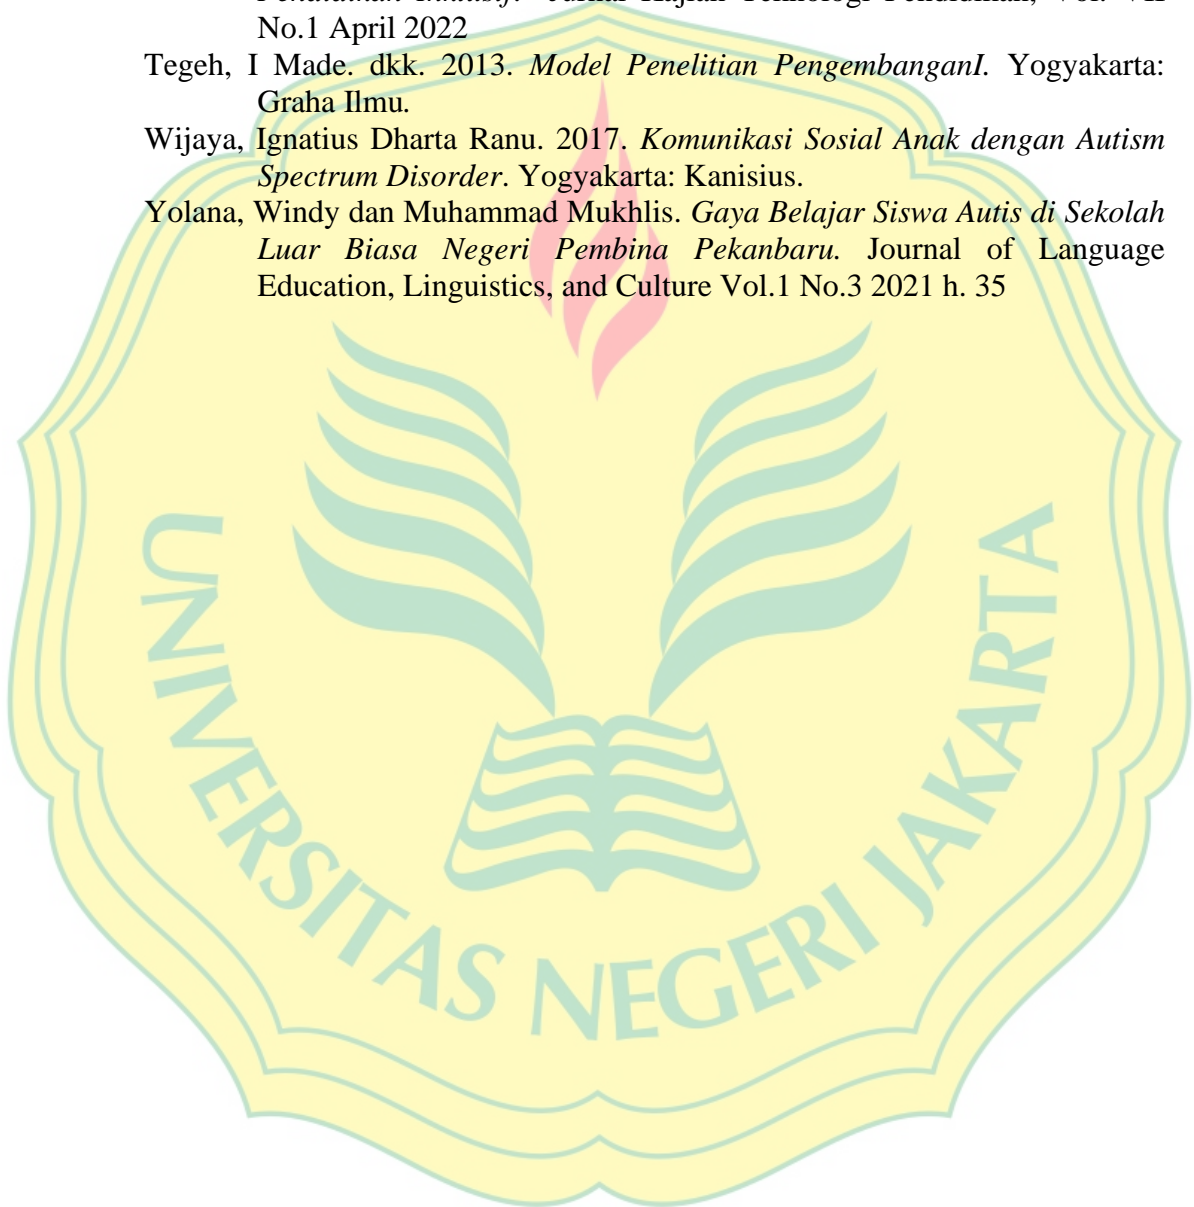 No.1 April 2022
Tegeh, I Made. dkk. 2013. Model Penelitian PengembanganI. Yogyakarta:
Graha Ilmu.
Wijaya, Ignatius Dharta Ranu. 2017. Komunikasi Sosial Anak dengan Autism
Spectrum Disorder. Yogyakarta: Kanisius.
Yolana, Windy dan Muhammad Mukhlis. Gaya Belajar Siswa Autis di Sekolah
Luar Biasa Negeri Pembina Pekanbaru. Journal of Language
Education, Linguistics, and Culture Vol.1 No.3 2021 h. 35
UNIVERSITAS NEGERI JAKARTA